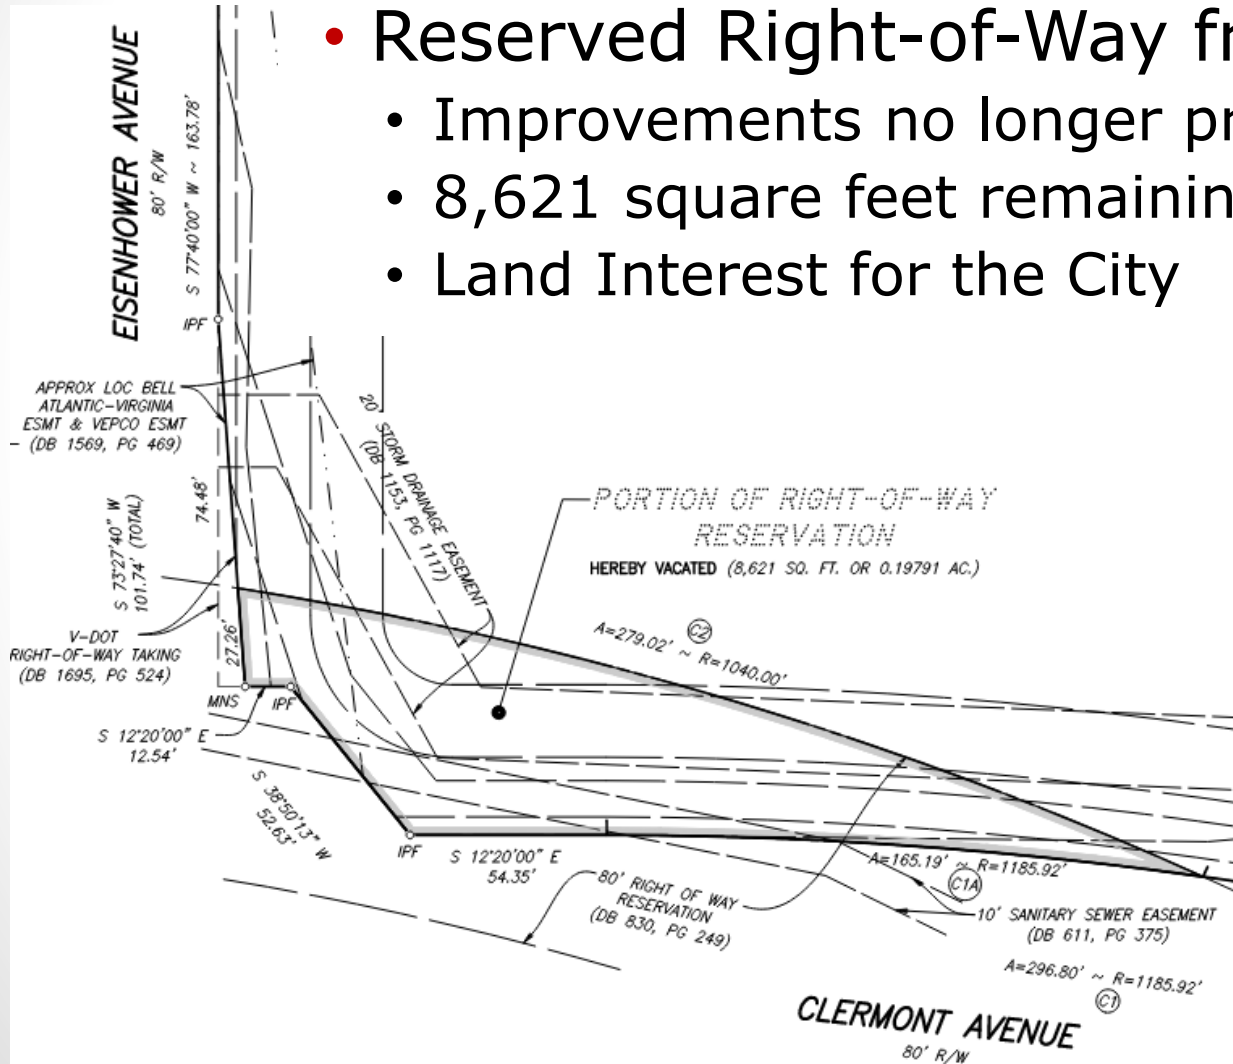 • Reserved Right-of-Way fr
• Improvements no longer pr
• 8,621 square feet remainin
• Land Interest for the City
EISENHOWER AVENUE
80' R/W
S 77°40'00" W ~ 163.78'
IPF
APPROX LOC BELL
ATLANTIC-VIRGINIA
ESMT & VEPCO ESMT
(DB 1569, PG 469)
20' STORM DRAINAGE EASEMENT
(DB 1153, PG 1117)
74.48'
S 73°27'40" W
101.74' (TOTAL)
27.26'
V-DOT
RIGHT-OF-WAY TAKING
(DB 1695, PG 524)
MNS
IPF
S 12°20'00" E
12.54'
S 38°50'13" W
52.63'
PORTION OF RIGHT-OF-WAY
RESERVATION
HEREBY VACATED (8,621 SQ. FT. OR 0.19791 AC.)
C2
A=279.02' ~ R=1040.00'
IPF
S 12°20'00" E
54.35'
80' RIGHT OF WAY
RESERVATION
(DB 830, PG 249)
A=165.19' ~ R=1185.92'
C1A
10' SANITARY SEWER EASEMENT
(DB 611, PG 375)
A=296.80' ~ R=1185.92'
C1
CLERMONT AVENUE
80' R/W